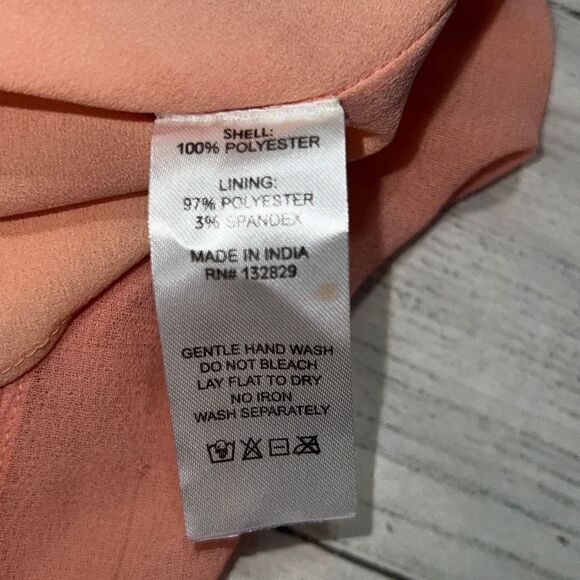 SHELL:
100% POLYESTER
LINING:
97% POLYESTER
3% SPANDEX
MADE IN INDIA
RN# 132829
GENTLE HAND WASH
DO NOT BLEACH
LAY FLAT TO DRY
NO IRON
WASH SEPARATELY